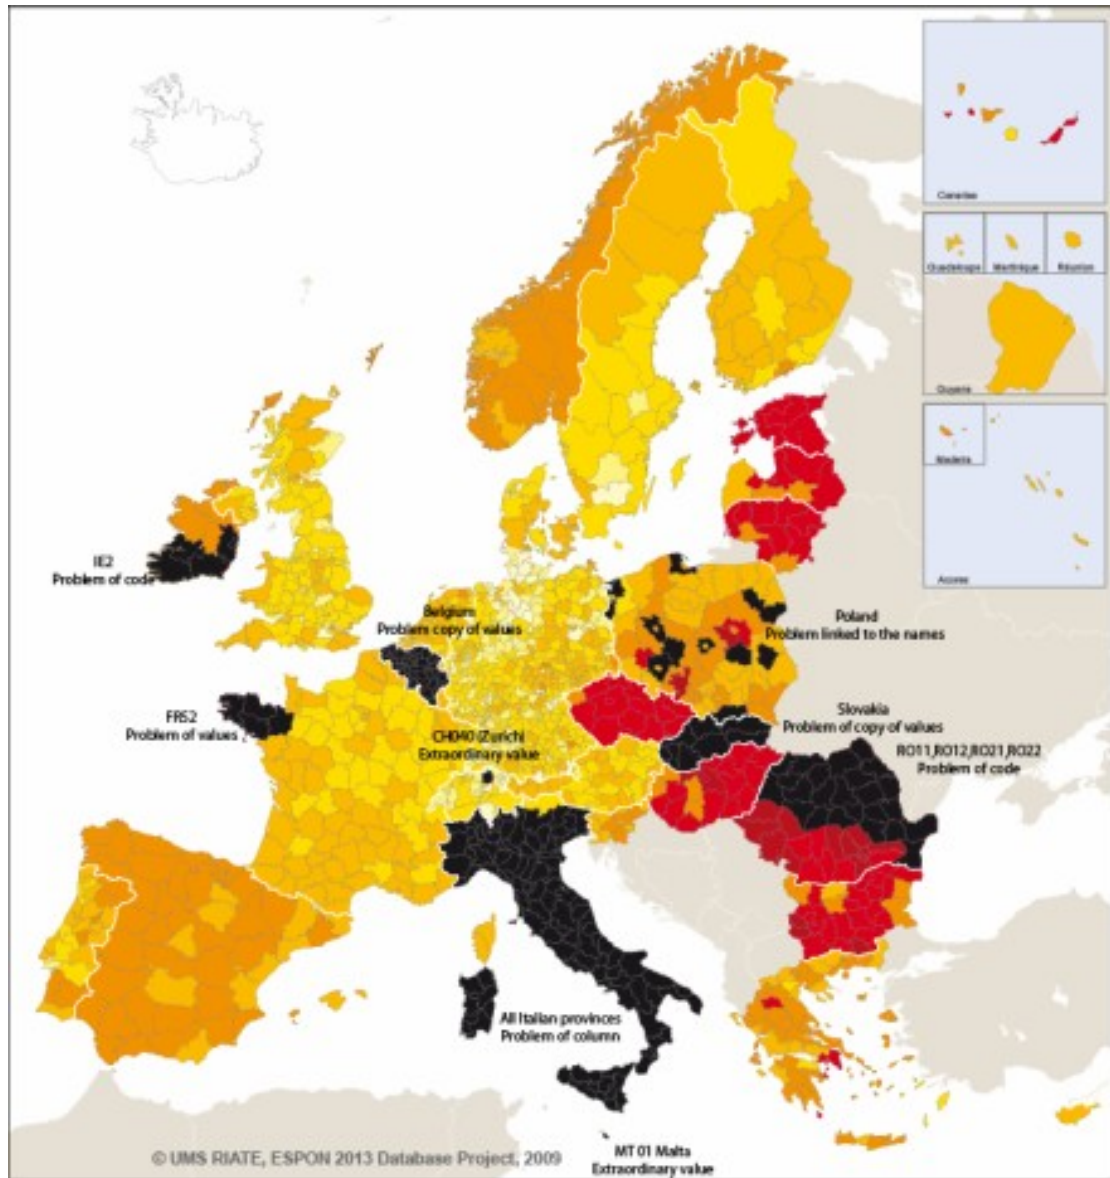 Canarias
Guadeloupe
Martinique
Réunion
Guyane
Madeira
Acores
IE2
Problem of code
Belgium
Problem copy of values
Poland
Problem linked to the names
FR52
Problem of values
CH040 (Zurich)
Extraordinary value
Slovakia
Problem of copy of values
RO11,RO12,RO21,RO22
Problem of code
All Italian provinces
Problem of column
MT 01 Malta
Extraordinary value
© UMS RIATE, ESPON 2013 Database Project, 2009